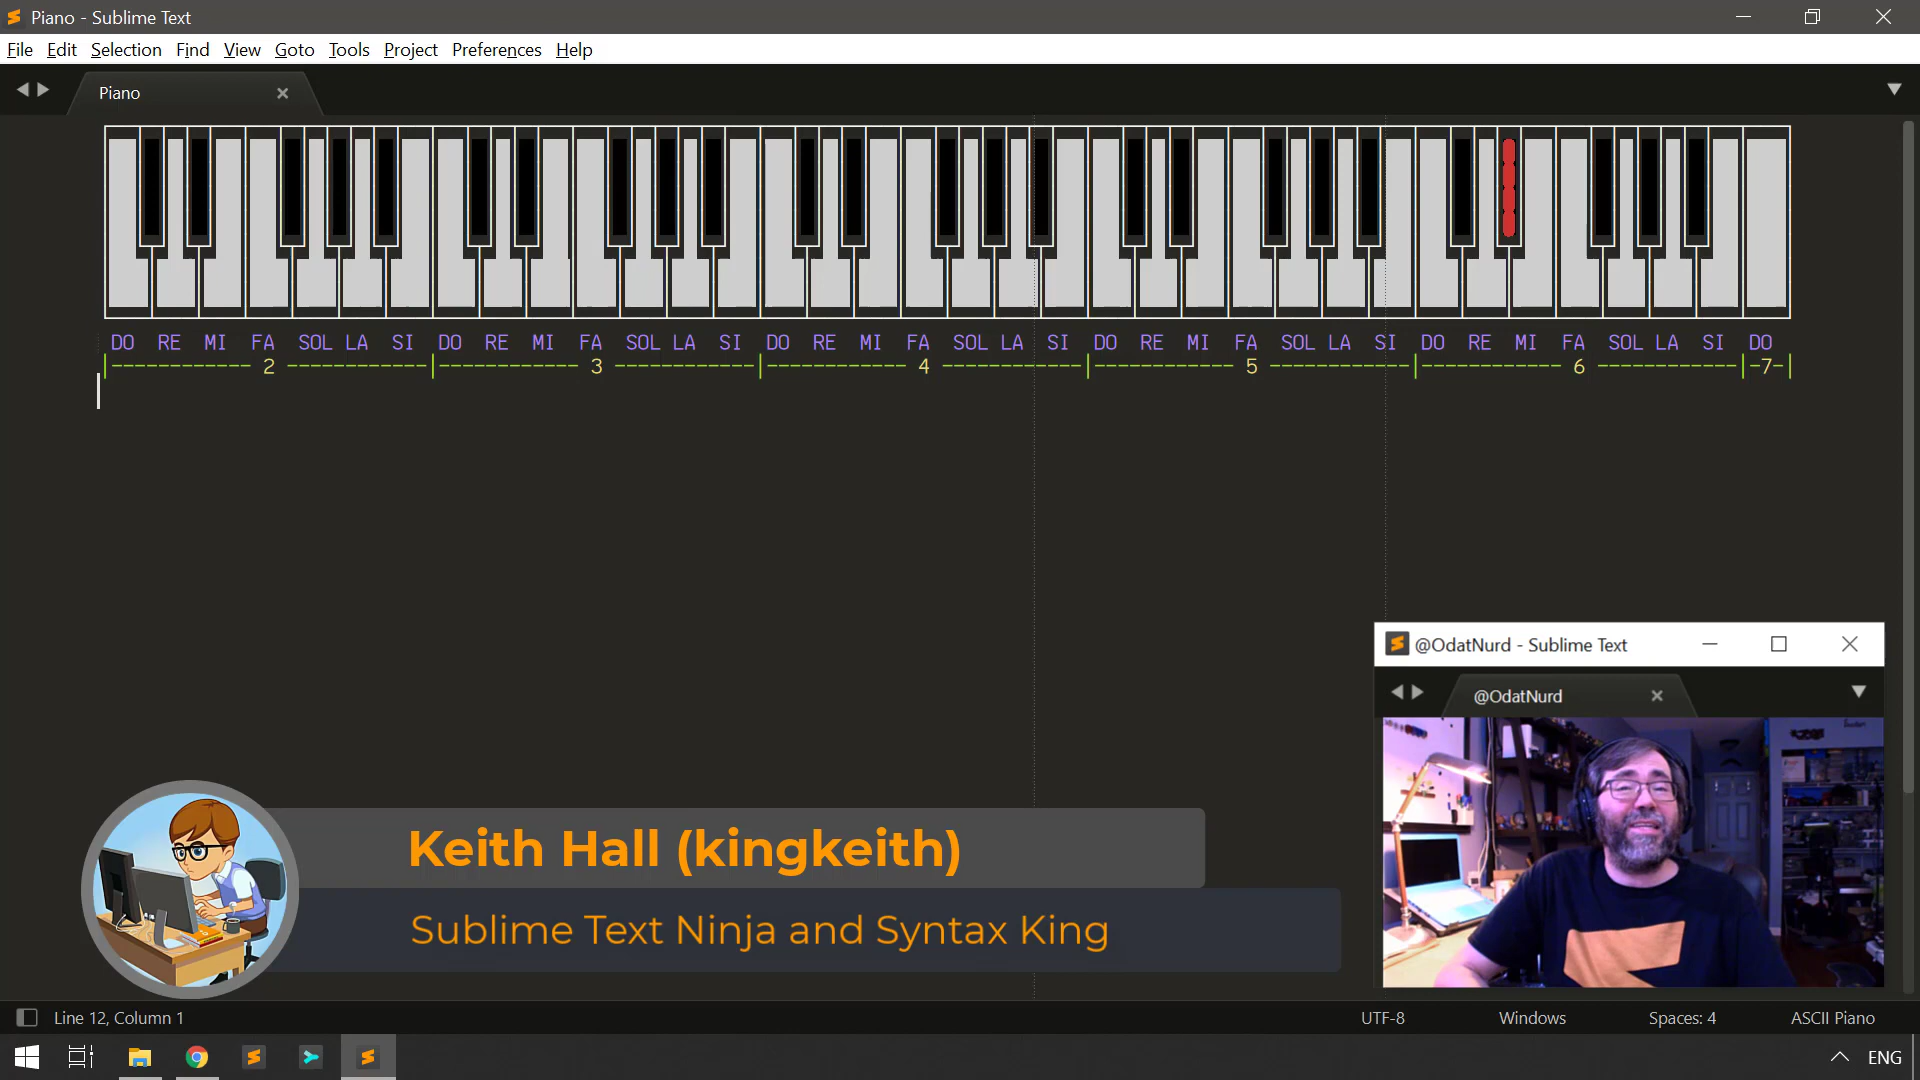 Piano - Sublime Text
File Edit Selection Find View Goto Tools Project Preferences Help
Piano
DO RE MI FA SOL LA SI DO RE MI FA SOL LA SI DO RE MI FA SOL LA SI DO RE MI FA SOL LA SI DO RE MI FA SOL LA SI DO
|------------ 2 ------------|------------ 3 ------------|------------ 4 ------------|------------ 5 ------------|------------ 6 ------------|-7-|
@OdatNurd - Sublime Text
@OdatNurd
Keith Hall (kingkeith)
Sublime Text Ninja and Syntax King
Line 12, Column 1 UTF-8 Windows Spaces: 4 ASCII Piano
ENG